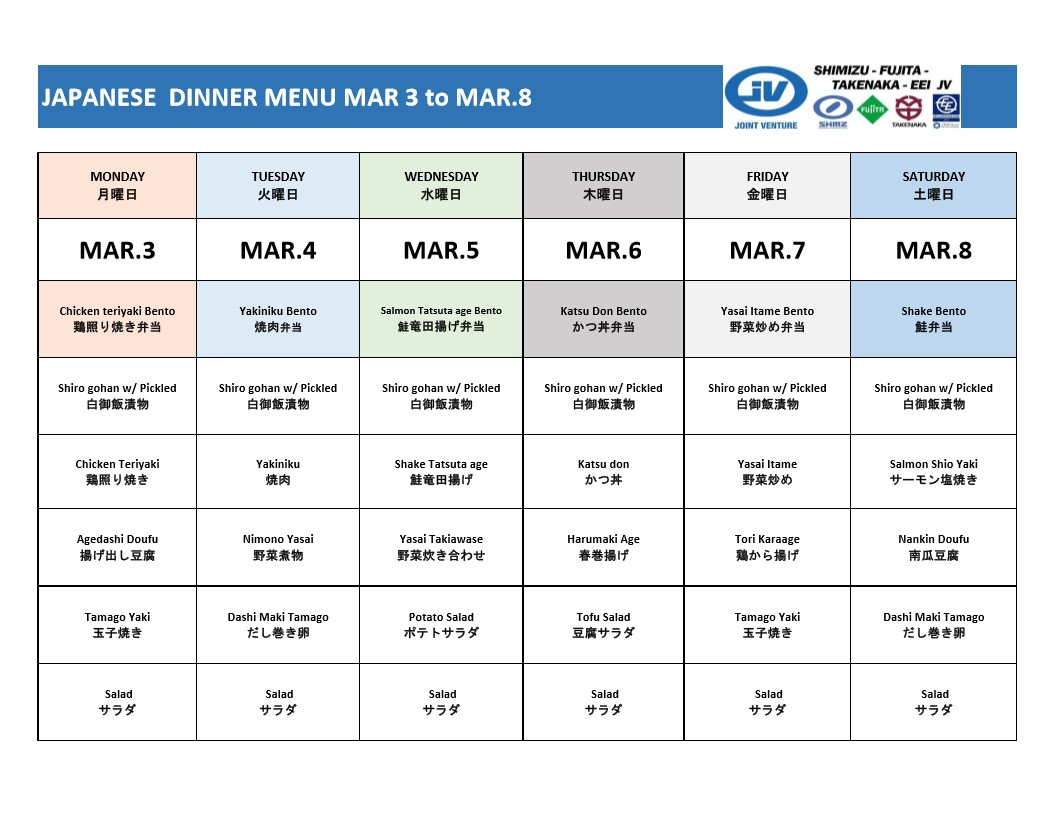 JAPANESE DINNER MENU MAR 3 to MAR.8
JV
JOINT VENTURE
SHIMIZU - FUJITA -
TAKENAKA - EEI JV
SHMZ
FUJITA
TAKENAKA
MONDAY
月曜日
TUESDAY
火曜日
WEDNESDAY
水曜日
THURSDAY
木曜日
FRIDAY
金曜日
SATURDAY
土曜日
MAR.3
MAR.4
MAR.5
MAR.6
MAR.7
MAR.8
Chicken teriyaki Bento
鶏照り焼き弁当
Yakiniku Bento
焼肉弁当
Salmon Tatsuta age Bento
鮭竜田揚げ弁当
Katsu Don Bento
かつ丼弁当
Yasai Itame Bento
野菜炒め弁当
Shake Bento
鮭弁当
Shiro gohan w/ Pickled
白御飯漬物
Shiro gohan w/ Pickled
白御飯漬物
Shiro gohan w/ Pickled
白御飯漬物
Shiro gohan w/ Pickled
白御飯漬物
Shiro gohan w/ Pickled
白御飯漬物
Shiro gohan w/ Pickled
白御飯漬物
Chicken Teriyaki
鶏照り焼き
Yakiniku
焼肉
Shake Tatsuta age
鮭竜田揚げ
Katsu don
かつ丼
Yasai Itame
野菜炒め
Salmon Shio Yaki
サーモン塩焼き
Agedashi Doufu
揚げ出し豆腐
Nimono Yasai
野菜煮物
Yasai Takiawase
野菜炊き合わせ
Harumaki Age
春巻揚げ
Tori Karaage
鶏から揚げ
Nankin Doufu
南瓜豆腐
Tamago Yaki
玉子焼き
Dashi Maki Tamago
だし巻き卵
Potato Salad
ポテトサラダ
Tofu Salad
豆腐サラダ
Tamago Yaki
玉子焼き
Dashi Maki Tamago
だし巻き卵
Salad
サラダ
Salad
サラダ
Salad
サラダ
Salad
サラダ
Salad
サラダ
Salad
サラダ